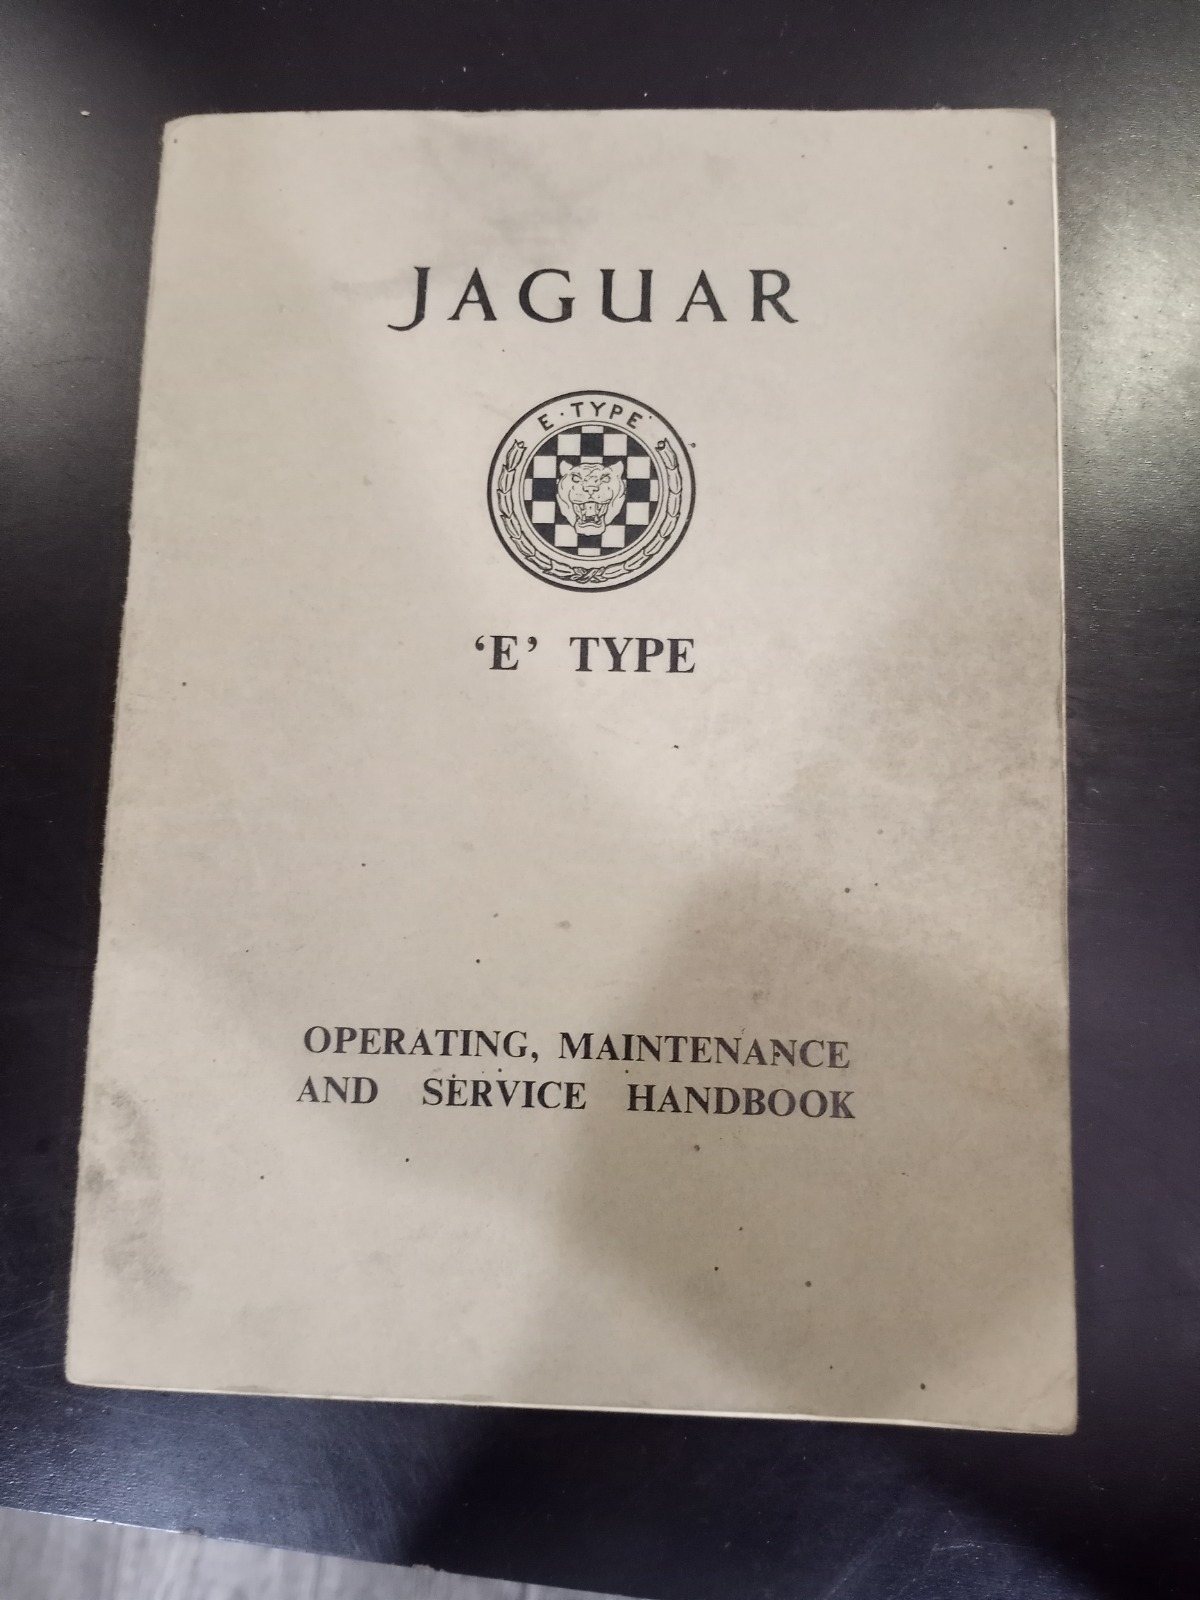 JAGUAR
E·TYPE
‘E’ TYPE
OPERATING, MAINTENANCE
AND SERVICE HANDBOOK